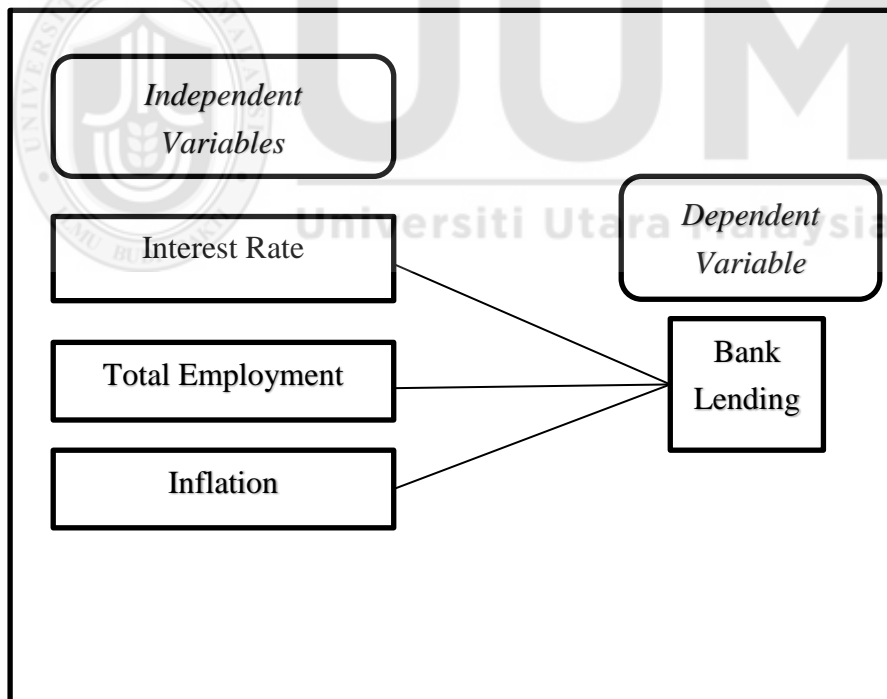 UUM
Universiti Utara Malaysia
Independent
Variables
Interest Rate
Total Employment
Inflation
Dependent
Variable
Bank
Lending